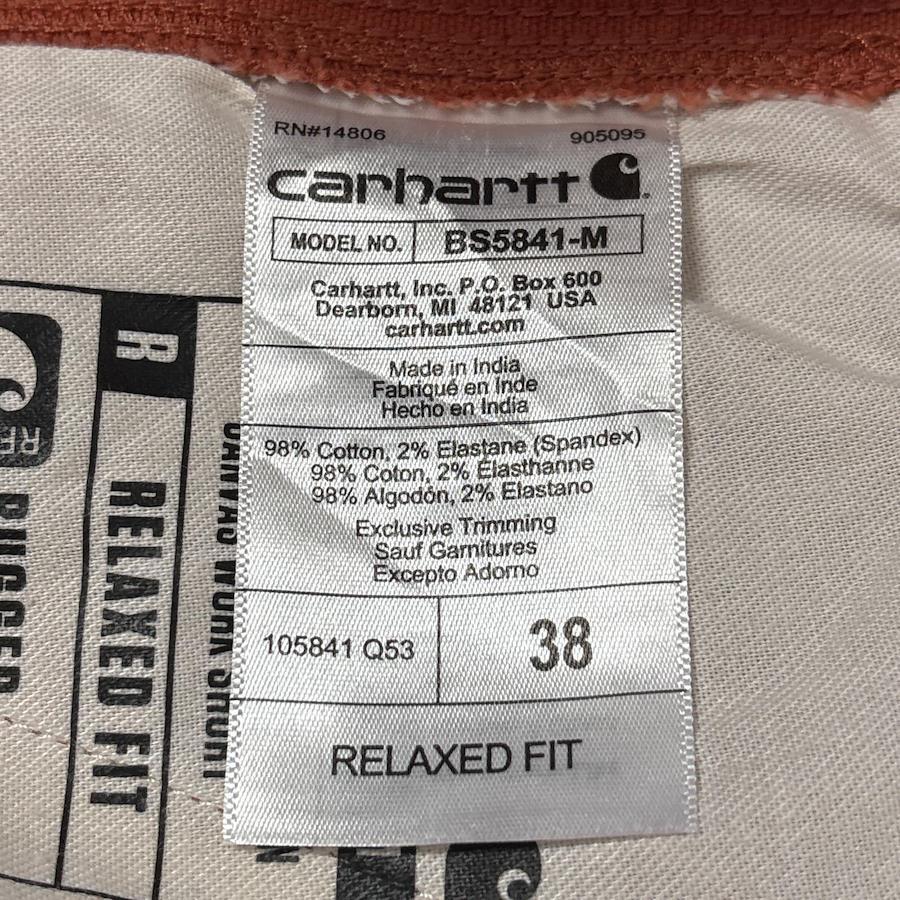 RN#14806 905095
carhartt
MODEL NO. BS5841-M
Carhartt, Inc. P.O. Box 600
Dearborn, MI 48121 USA
carhartt.com
Made in India
Fabriqué en Inde
Hecho en India
98% Cotton, 2% Elastane (Spandex)
98% Coton, 2% Élasthanne
98% Algodón, 2% Elastano
Exclusive Trimming
Sauf Garnitures
Excepto Adorno
105841 Q53 38
RELAXED FIT
R
RELAXED FIT
CANVAS WORK SHORT